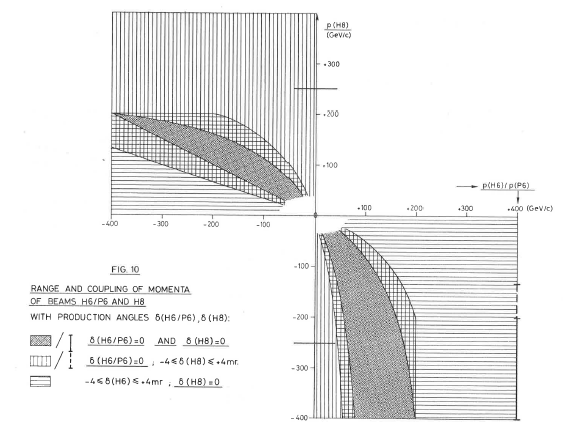 p(H8)
(GeV/c)
+300
+200
+100
p(H6)/p(P6)
-400
-300
-200
-100
0
+100
+200
+300
+400 (GeV/c)
-100
-200
-300
-400
FIG. 10
RANGE AND COUPLING OF MOMENTA
OF BEAMS H6/P6 AND H8
WITH PRODUCTION ANGLES δ(H6/P6), δ(H8):
/ δ(H6/P6)=0 AND δ(H8)=0
/ δ(H6/P6)=0 , -4≤δ(H8)≤+4mr.
-4≤δ(H6)≤+4mr , δ(H8)=0